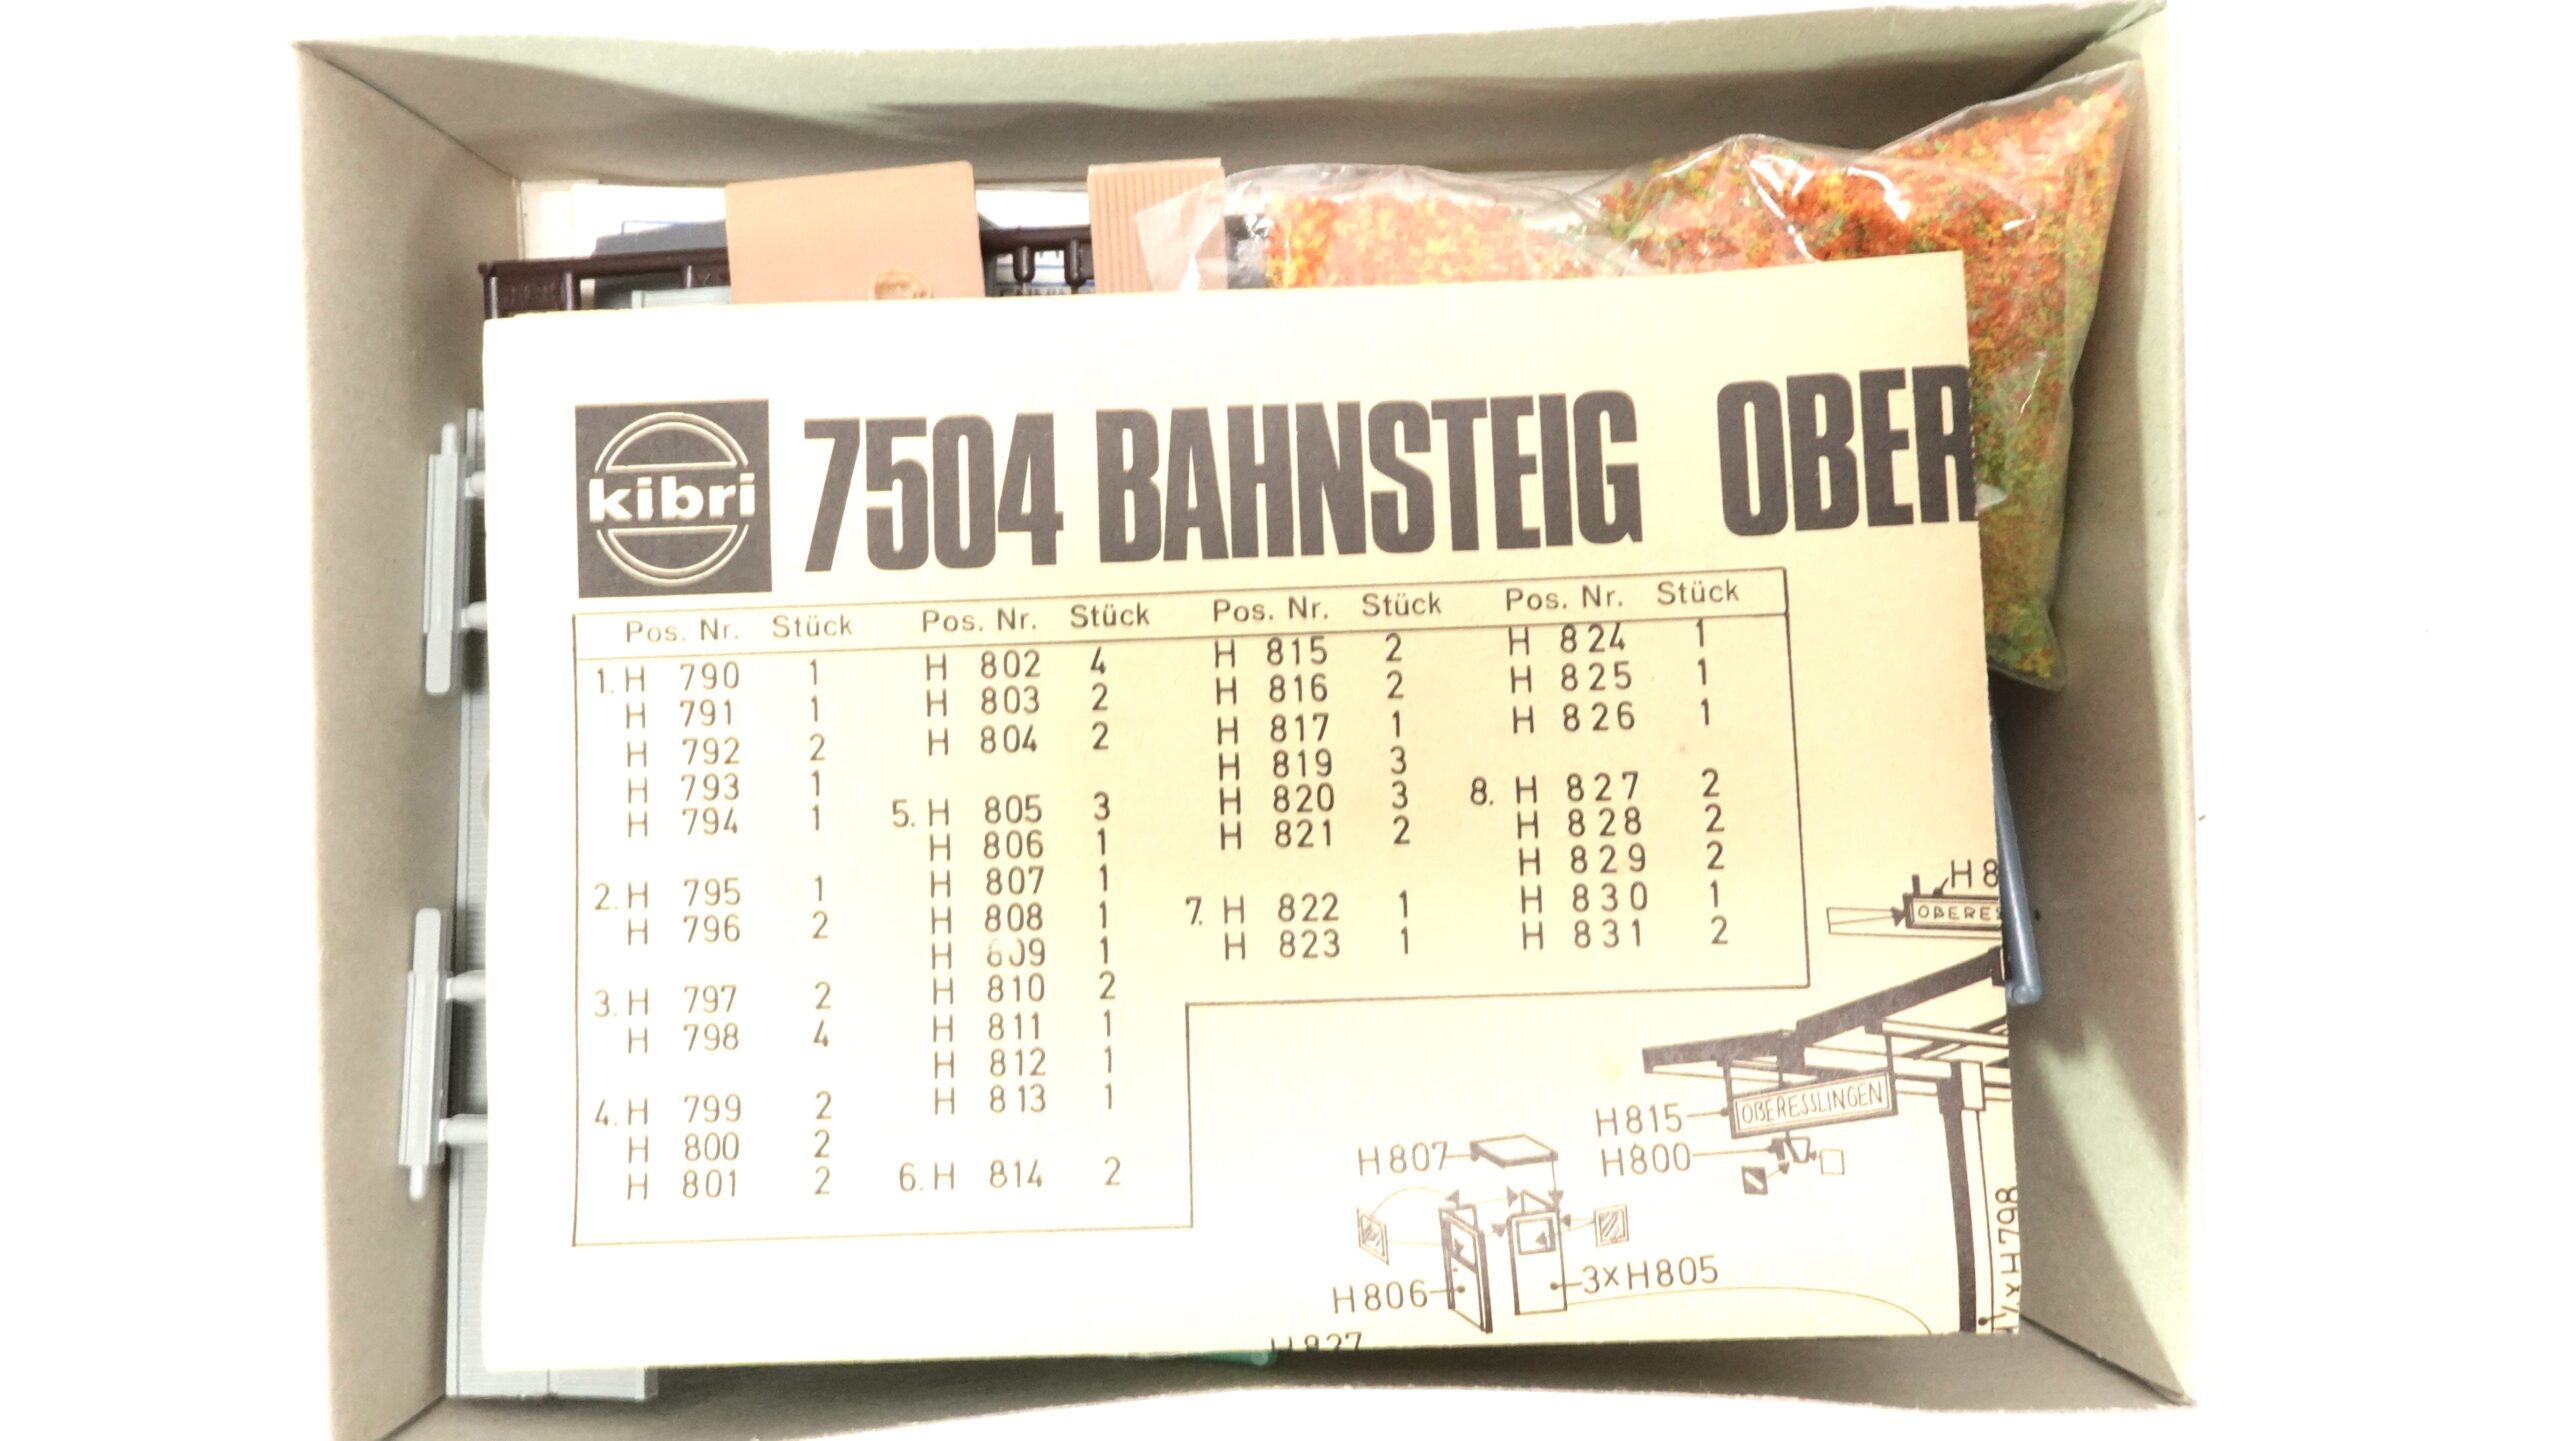 kibri
7504 BAHNSTEIG OBER
Pos. Nr. Stück Pos. Nr. Stück Pos. Nr. Stück Pos. Nr. Stück
1. H 790 1
H 791 1
H 792 2
H 793 1
H 794 1
2. H 795 1
H 796 2
3. H 797 2
H 798 4
4. H 799 2
H 800 2
H 801 2
H 802 4
H 803 2
H 804 2
5. H 805 3
H 806 1
H 807 1
H 808 1
H 809 1
H 810 2
H 811 1
H 812 1
H 813 1
6. H 814 2
H 815 2
H 816 2
H 817 1
H 819 3
H 820 3
H 821 2
7. H 822 1
H 823 1
H 824 1
H 825 1
H 826 1
8. H 827 2
H 828 2
H 829 2
H 830 1
H 831 2
H 8
OBERES
H815
OBERESSLINGEN
H800
H807
H806
3xH805
xH798
H827